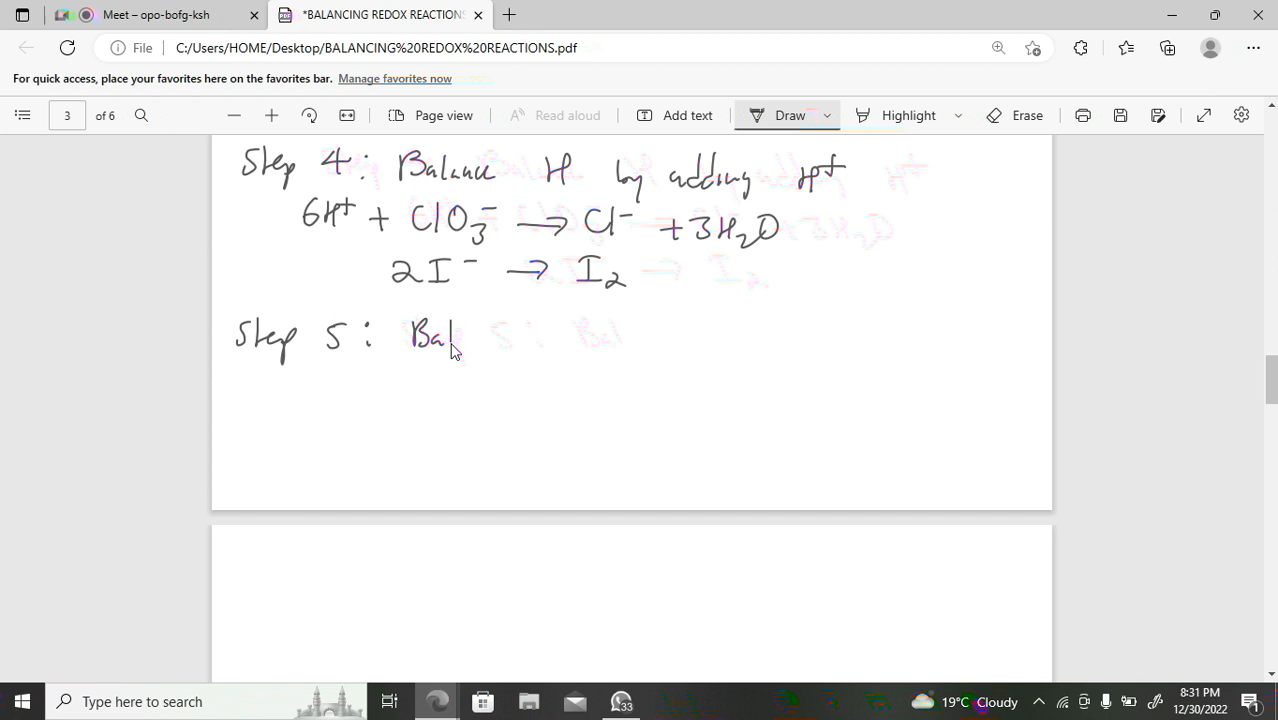 Meet – opo-bofg-ksh
*BALANCING REDOX REACTIONS
File C:/Users/HOME/Desktop/BALANCING%20REDOX%20REACTIONS.pdf
For quick access, place your favorites here on the favorites bar. Manage favorites now
3 of 6 Page view Read aloud Add text Draw Highlight Erase
Step 4: Balance H by adding H⁺
6H⁺ + ClO₃⁻ → Cl⁻ + 3H₂O
2I⁻ → I₂
Step 5: Bal
Type here to search
33
19°C Cloudy
8:31 PM
12/30/2022
1